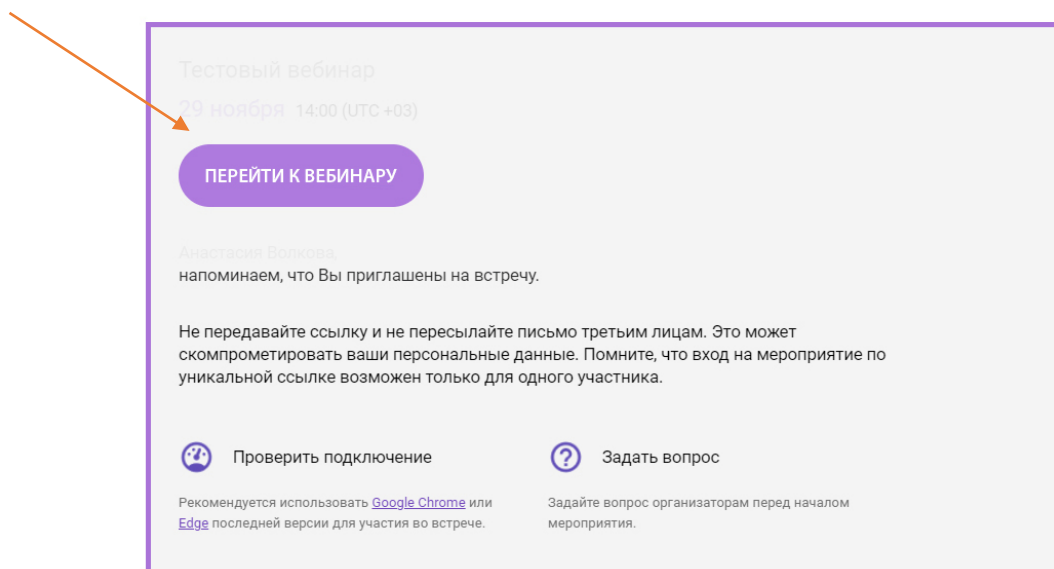 Тестовый вебинар
29 ноября 14:00 (UTC +03)
ПЕРЕЙТИ К ВЕБИНАРУ
Анастасия Волкова,
напоминаем, что Вы приглашены на встречу.
Не передавайте ссылку и не пересылайте письмо третьим лицам. Это может
скомпрометировать ваши персональные данные. Помните, что вход на мероприятие по
уникальной ссылке возможен только для одного участника.
Проверить подключение
Рекомендуется использовать Google Chrome или
Edge последней версии для участия во встрече.
Задать вопрос
Задайте вопрос организаторам перед началом
мероприятия.